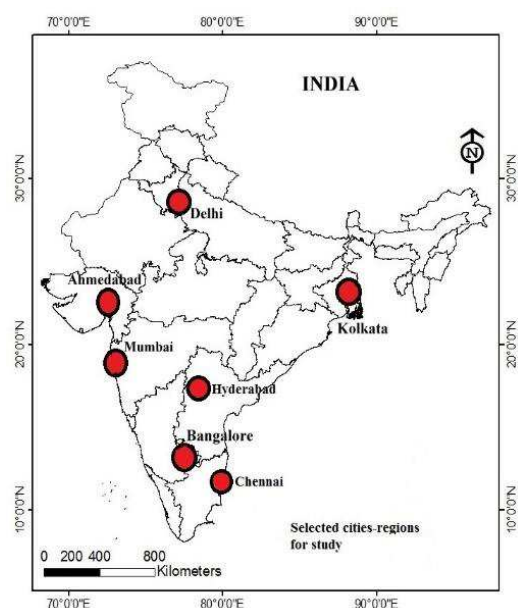 70°0'0"E 80°0'0"E 90°0'0"E
INDIA
N
30°0'0"N 30°0'0"N
Delhi
Ahmedabad
Kolkata
20°0'0"N 20°0'0"N
Mumbai
Hyderabad
Bangalore
Chennai
10°0'0"N 10°0'0"N
Selected cities-regions
for study
0 200 400 800
Kilometers
70°0'0"E 80°0'0"E 90°0'0"E